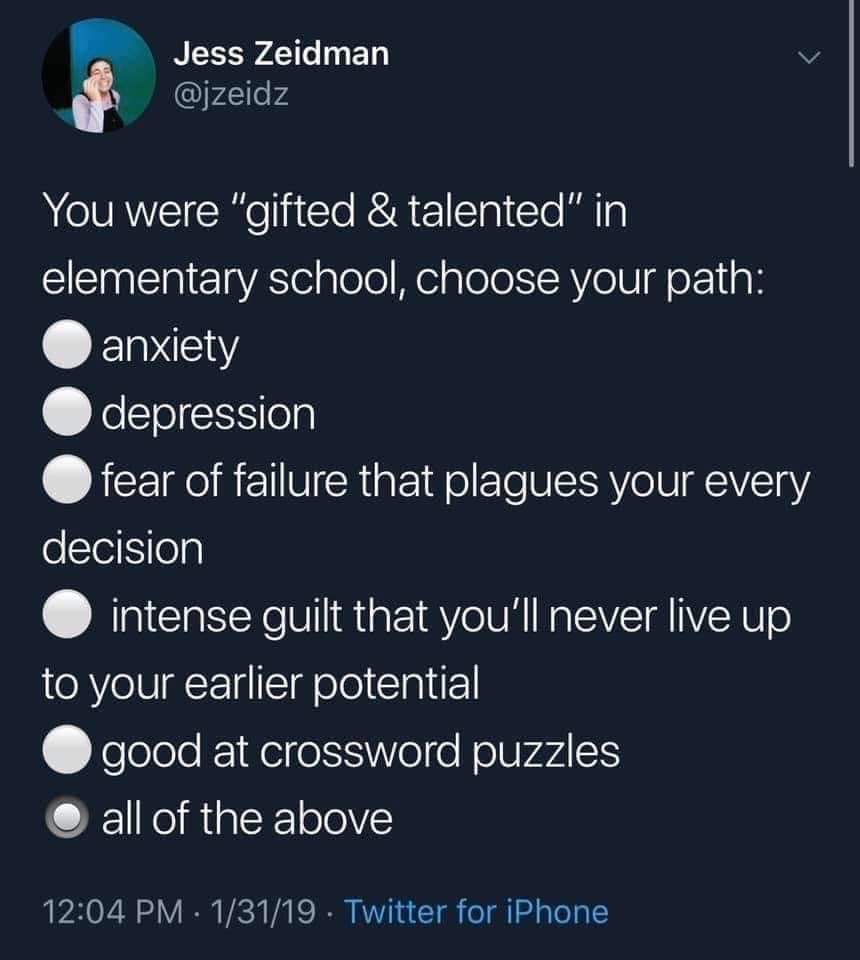 Jess Zeidman
@jzeidz
You were “gifted & talented” in
elementary school, choose your path:
⚪ anxiety
⚪ depression
⚪ fear of failure that plagues your every
decision
⚪ intense guilt that you’ll never live up
to your earlier potential
⚪ good at crossword puzzles
🔘 all of the above
12:04 PM · 1/31/19 · Twitter for iPhone